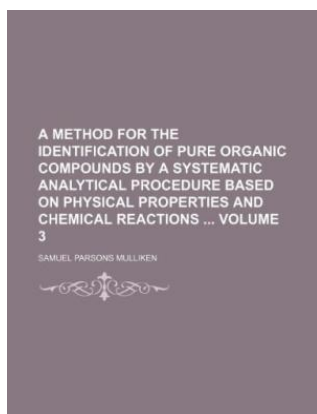 A METHOD FOR THE
IDENTIFICATION OF PURE ORGANIC
COMPOUNDS BY A SYSTEMATIC
ANALYTICAL PROCEDURE BASED
ON PHYSICAL PROPERTIES AND
CHEMICAL REACTIONS ... VOLUME
3
SAMUEL PARSONS MULLIKEN